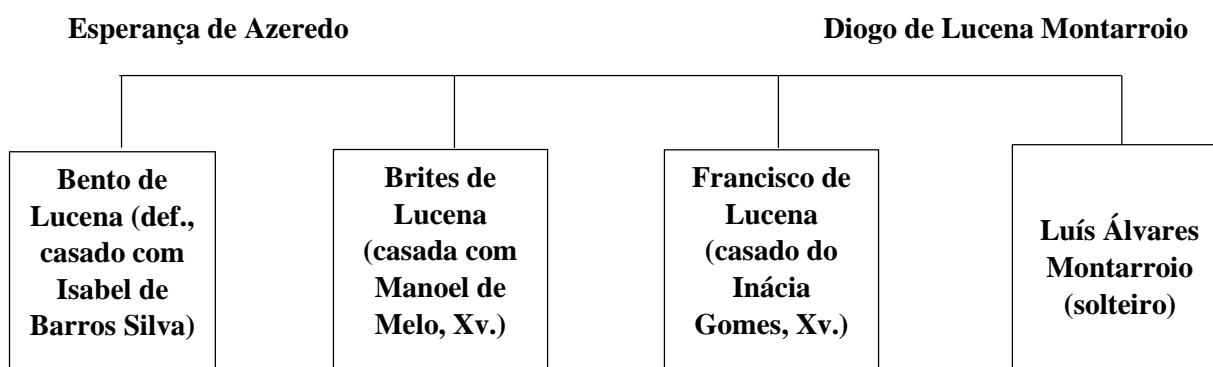 Esperança de Azeredo
Diogo de Lucena Montarroio
Bento de
Lucena (def.,
casado com
Isabel de
Barros Silva)
Brites de
Lucena
(casada com
Manoel de
Melo, Xv.)
Francisco de
Lucena
(casado do
Inácia
Gomes, Xv.)
Luís Álvares
Montarroio
(solteiro)